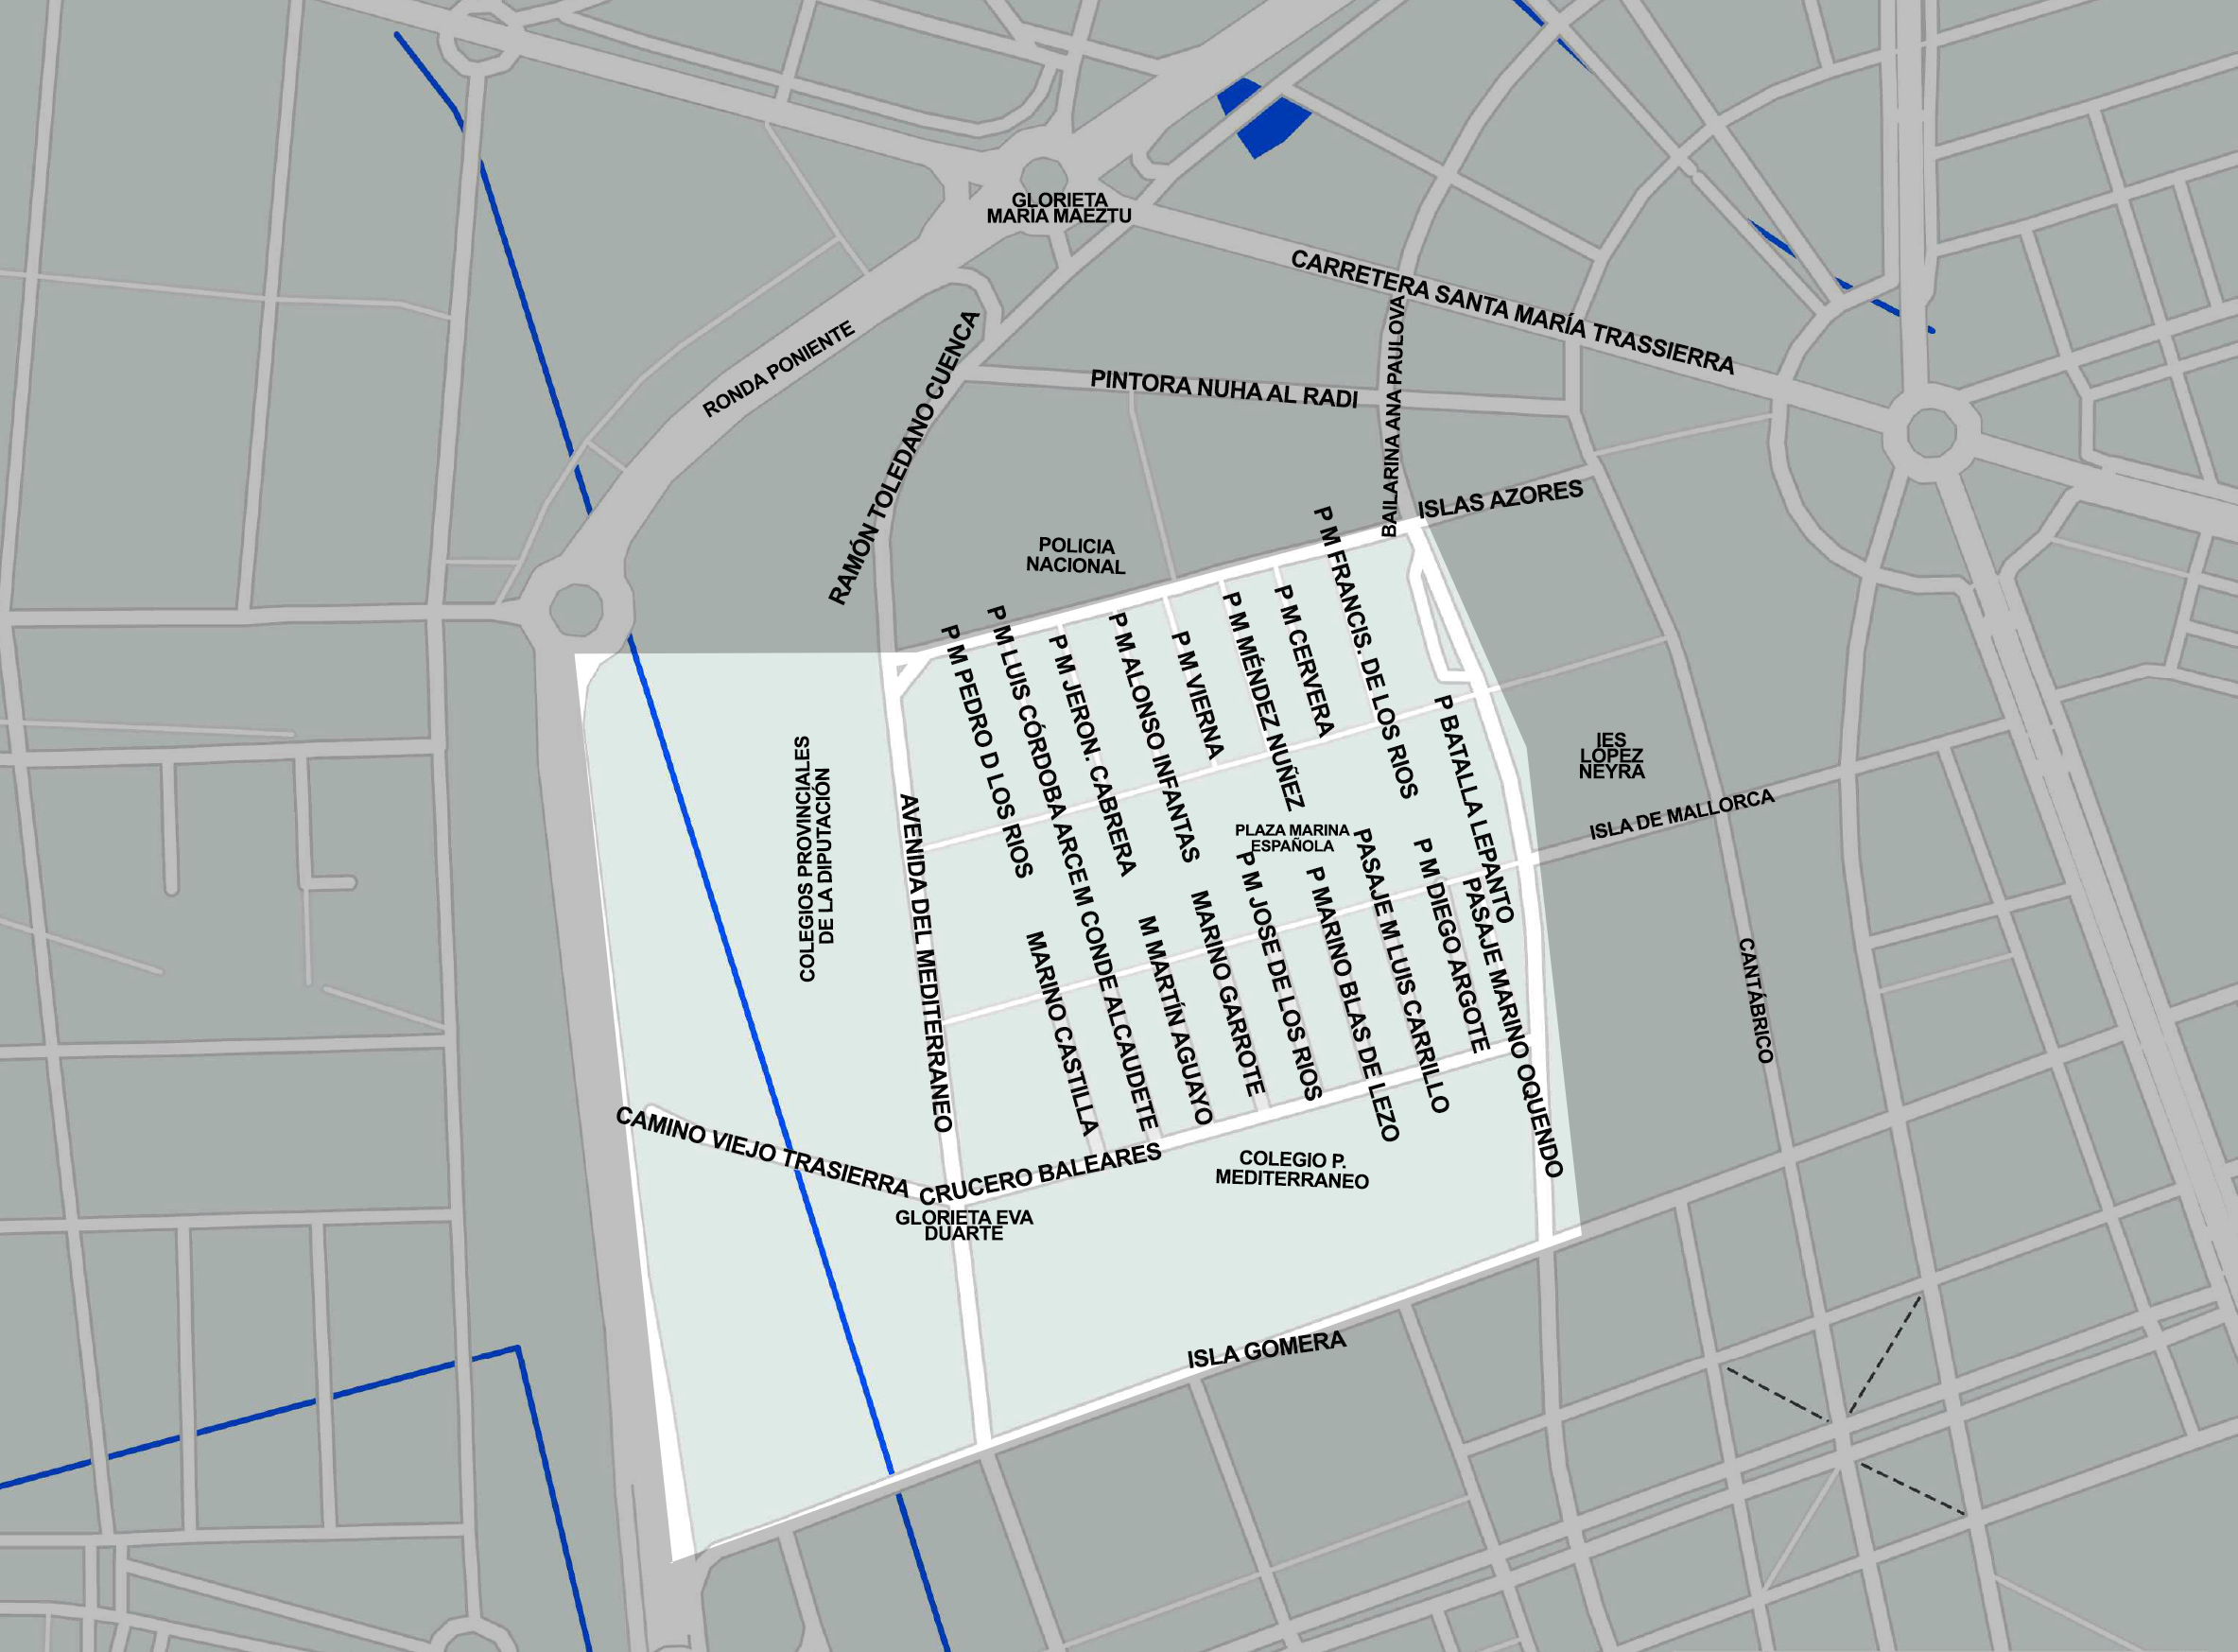 GLORIETA
MARÍA MAEZTU
CARRETERA SANTA MARÍA TRASSIERRA
RONDA PONIENTE
RAMÓN TOLEDANO CUENCA
PINTORA NUHA AL RADI
BAILARINA ANA PAULOVA
ISLAS AZORES
POLICIA
NACIONAL
P M PEDRO D LOS RIOS
P M LUIS CÓRDOBA ARCE
P M JERON. CABRERA
P M ALONSO INFANTAS
P M VIERNA
P M MÉNDEZ NUÑEZ
P M CERVERA
P M FRANCIS. DE LOS RIOS
P BATALLA LEPANTO
IES
LÓPEZ
NEYRA
COLEGIOS PROVINCIALES
DE LA DIPUTACIÓN
AVENIDA DEL MEDITERRANEO
PLAZA MARINA
ESPAÑOLA
ISLA DE MALLORCA
MARINO CASTILLA
M CONDE ALCAUDETE
M MARTÍN AGUAYO
MARINO GARROTE
P M JOSE DE LOS RIOS
P MARINO BLAS DE LEZO
PASAJE M LUIS CARRILLO
P M DIEGO ARGOTE
PASAJE MARINO OQUENDO
CANTÁBRICO
CAMINO VIEJO TRASIERRA
CRUCERO BALEARES
GLORIETA EVA
DUARTE
COLEGIO P.
MEDITERRANEO
ISLA GOMERA